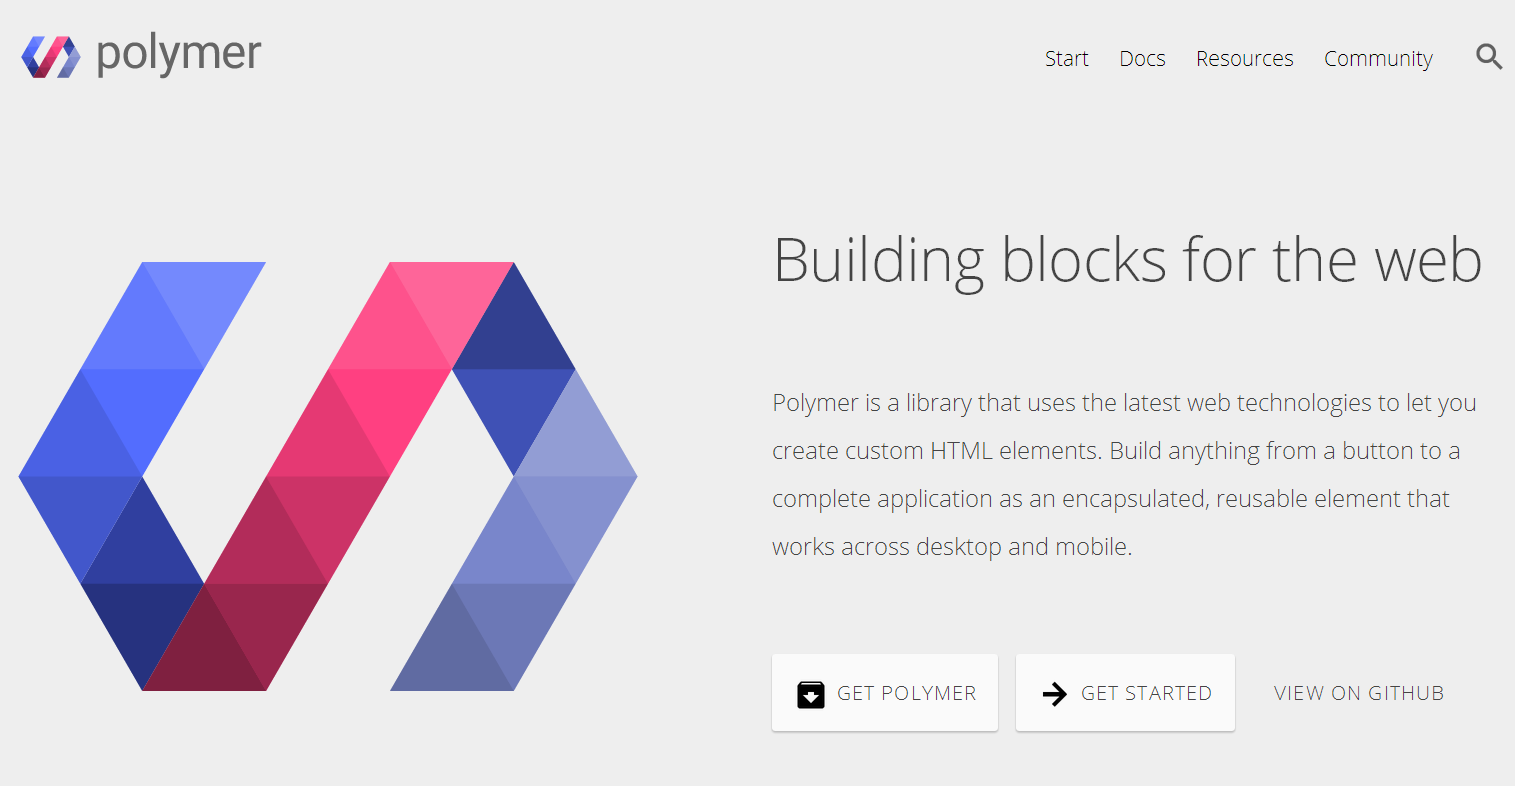 polymer
Start Docs Resources Community
Building blocks for the web
Polymer is a library that uses the latest web technologies to let you
create custom HTML elements. Build anything from a button to a
complete application as an encapsulated, reusable element that
works across desktop and mobile.
GET POLYMER GET STARTED VIEW ON GITHUB